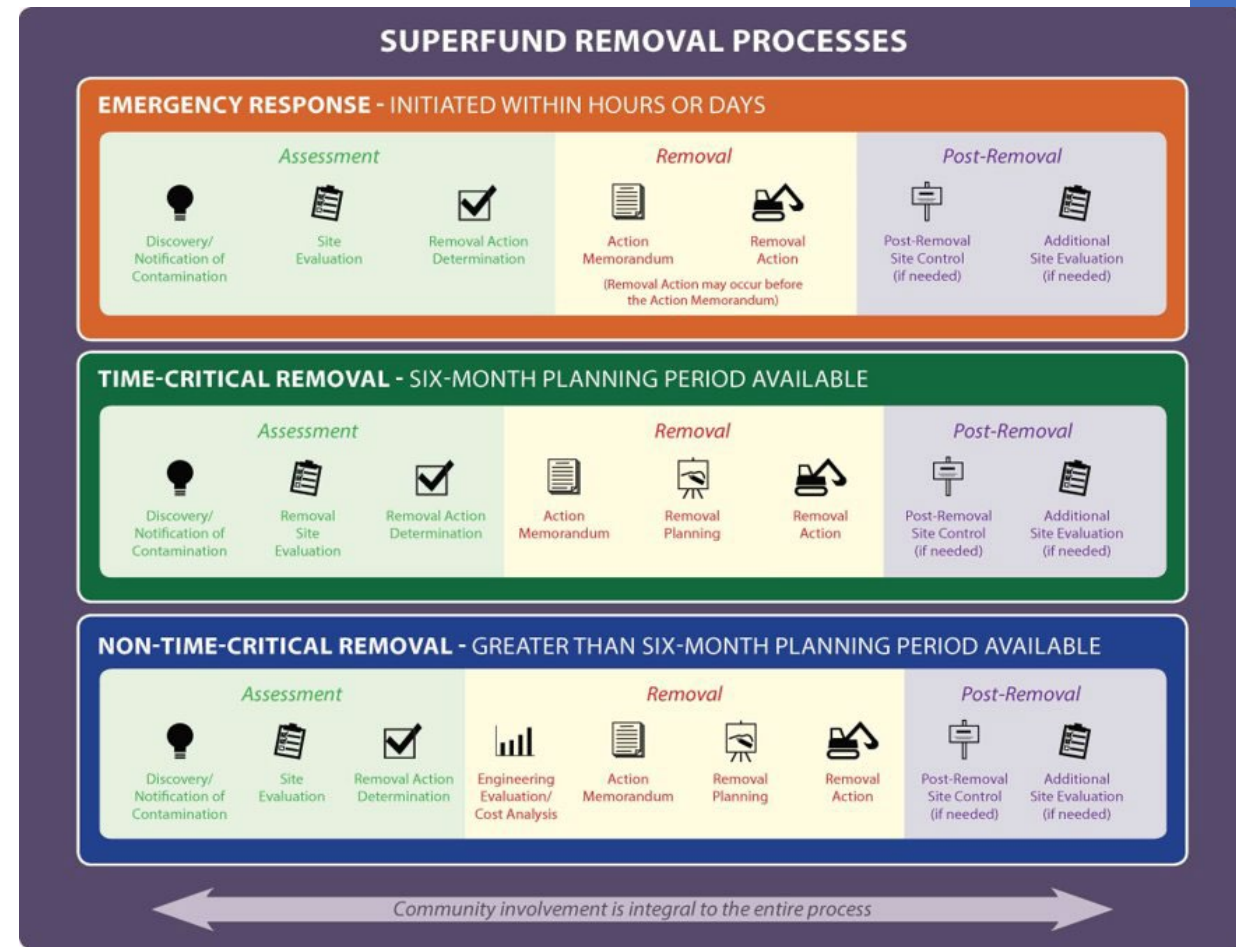 SUPERFUND REMOVAL PROCESSES
EMERGENCY RESPONSE - INITIATED WITHIN HOURS OR DAYS
Assessment
Discovery/
Notification of
Contamination
Site
Evaluation
Removal Action
Determination
Removal
Action
Memorandum
Removal
Action
(Removal Action may occur before
the Action Memorandum)
Post-Removal
Post-Removal
Site Control
(if needed)
Additional
Site Evaluation
(if needed)
TIME-CRITICAL REMOVAL - SIX-MONTH PLANNING PERIOD AVAILABLE
Assessment
Discovery/
Notification of
Contamination
Removal
Site
Evaluation
Removal Action
Determination
Removal
Action
Memorandum
Removal
Planning
Removal
Action
Post-Removal
Post-Removal
Site Control
(if needed)
Additional
Site Evaluation
(if needed)
NON-TIME-CRITICAL REMOVAL - GREATER THAN SIX-MONTH PLANNING PERIOD AVAILABLE
Assessment
Discovery/
Notification of
Contamination
Site
Evaluation
Removal Action
Determination
Removal
Engineering
Evaluation/
Cost Analysis
Action
Memorandum
Removal
Planning
Removal
Action
Post-Removal
Post-Removal
Site Control
(if needed)
Additional
Site Evaluation
(if needed)
Community involvement is integral to the entire process